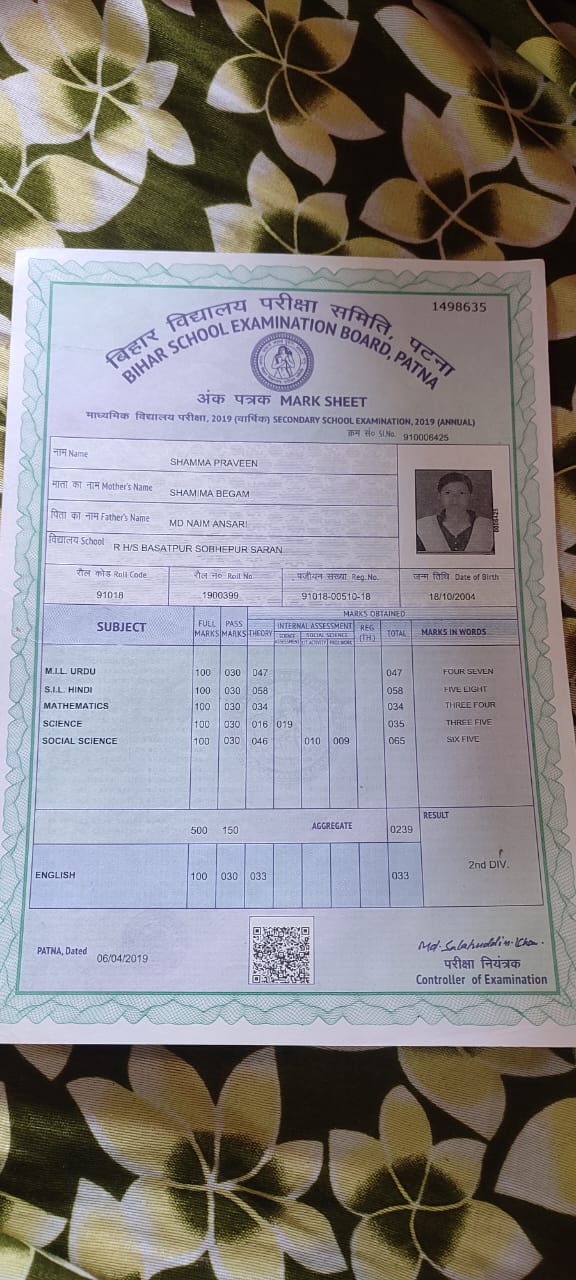 1498635
बिहार विद्यालय परीक्षा समिति, पटना
BIHAR SCHOOL EXAMINATION BOARD, PATNA
अंक पत्रक MARK SHEET
माध्यमिक विद्यालय परीक्षा, 2019 (वार्षिक) SECONDARY SCHOOL EXAMINATION, 2019 (ANNUAL)
क्रम सं० Sl.No. 910006425
नाम Name SHAMMA PRAVEEN
माता का नाम Mother's Name SHAMIMA BEGAM
पिता का नाम Father's Name MD NAIM ANSARI
विद्यालय School R H/S BASATPUR SOBHEPUR SARAN
रौल कोड Roll Code रौल नं० Roll No. पंजीयन संख्या Reg. No. जन्म तिथि Date of Birth
91018 1900399 91018-00510-18 18/10/2004
MARKS OBTAINED
SUBJECT FULL MARKS PASS MARKS THEORY INTERNAL ASSESSMENT REG (TH.) TOTAL MARKS IN WORDS
SCIENCE SOCIAL SCIENCE
M.I.L. URDU 100 030 047 047 FOUR SEVEN
S.I.L. HINDI 100 030 058 058 FIVE EIGHT
MATHEMATICS 100 030 034 034 THREE FOUR
SCIENCE 100 030 016 019 035 THREE FIVE
SOCIAL SCIENCE 100 030 046 010 009 065 SIX FIVE
500 150 AGGREGATE 0239 RESULT
2nd DIV.
ENGLISH 100 030 033 033
PATNA, Dated 06/04/2019
Md. Salahuddin Khan.
परीक्षा नियंत्रक
Controller of Examination